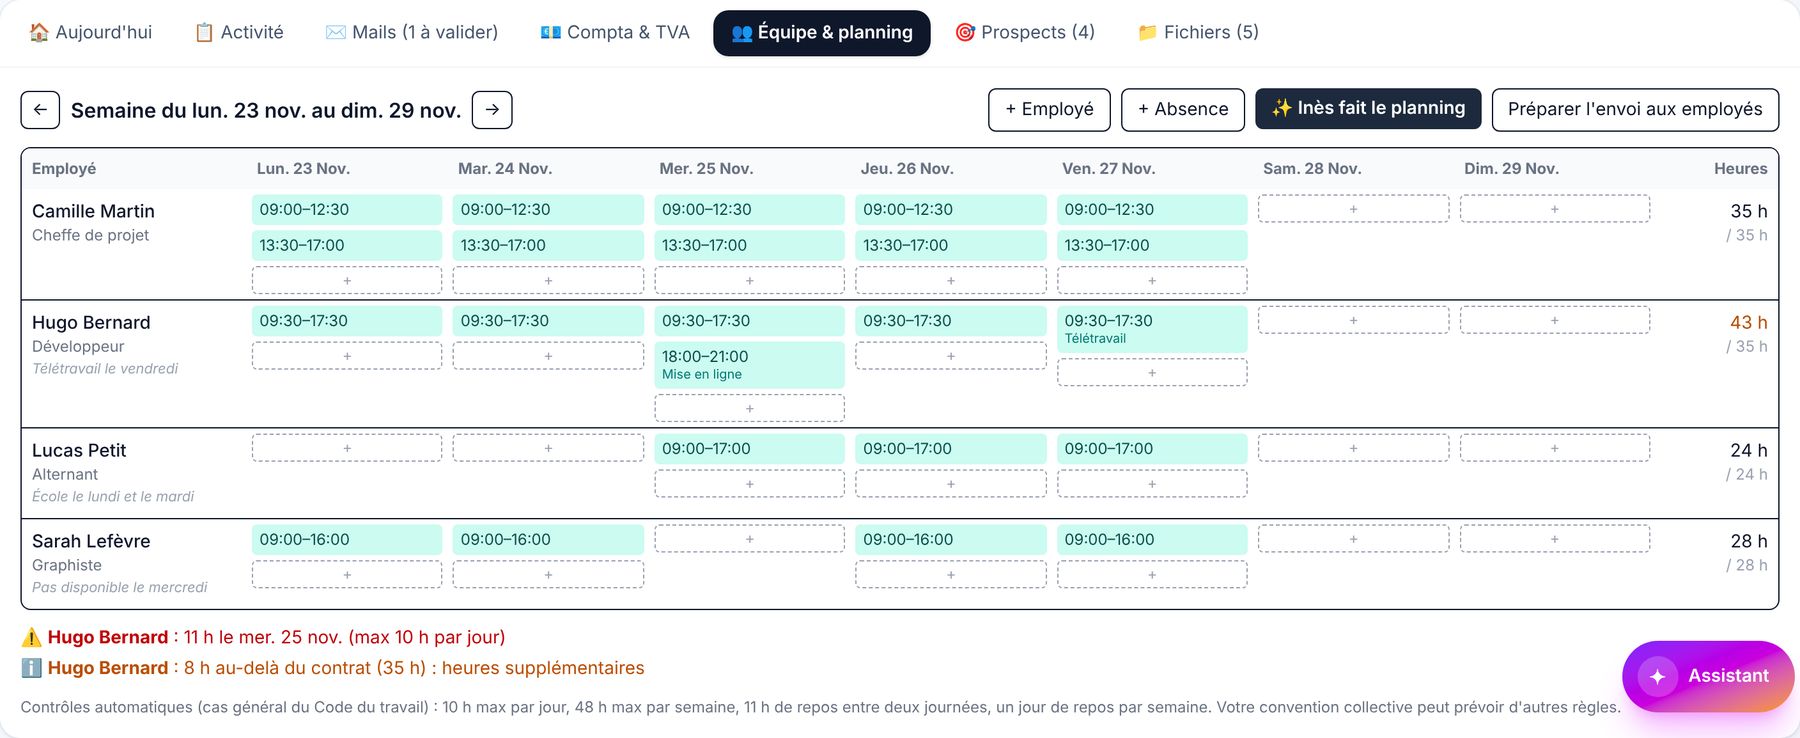 🏠 Aujourd'hui 📋 Activité ✉️ Mails (1 à valider) 💶 Compta & TVA 👥 Équipe & planning 🎯 Prospects (4) 📁 Fichiers (5)
← Semaine du lun. 23 nov. au dim. 29 nov. → + Employé + Absence ✨ Inès fait le planning Préparer l'envoi aux employés
Employé Lun. 23 Nov. Mar. 24 Nov. Mer. 25 Nov. Jeu. 26 Nov. Ven. 27 Nov. Sam. 28 Nov. Dim. 29 Nov. Heures
Camille Martin 09:00–12:30 09:00–12:30 09:00–12:30 09:00–12:30 09:00–12:30 + + 35 h
Cheffe de projet 13:30–17:00 13:30–17:00 13:30–17:00 13:30–17:00 13:30–17:00 / 35 h
+ + + + +
Hugo Bernard 09:30–17:30 09:30–17:30 09:30–17:30 09:30–17:30 09:30–17:30 + + 43 h
Télétravail
Développeur + + 18:00–21:00 + / 35 h
Télétravail le vendredi Mise en ligne +
+
Lucas Petit + + 09:00–17:00 09:00–17:00 09:00–17:00 + + 24 h
Alternant + + + / 24 h
École le lundi et le mardi
Sarah Lefèvre 09:00–16:00 09:00–16:00 + 09:00–16:00 09:00–16:00 + + 28 h
Graphiste + + + + / 28 h
Pas disponible le mercredi
⚠️ Hugo Bernard : 11 h le mer. 25 nov. (max 10 h par jour)
ℹ️ Hugo Bernard : 8 h au-delà du contrat (35 h) : heures supplémentaires
✦ Assistant
Contrôles automatiques (cas général du Code du travail) : 10 h max par jour, 48 h max par semaine, 11 h de repos entre deux journées, un jour de repos par semaine. Votre convention collective peut prévoir d'autres règles.